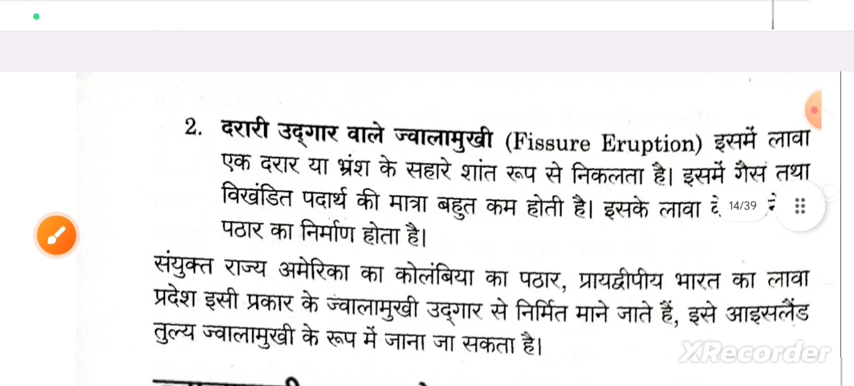 2. दरारी उद्गार वाले ज्वालामुखी (Fissure Eruption) इसमें लावा
एक दरार या भ्रंश के सहारे शांत रूप से निकलता है। इसमें गैस तथा
विखंडित पदार्थ की मात्रा बहुत कम होती है। इसके लावा 14/39
पठार का निर्माण होता है।
संयुक्त राज्य अमेरिका का कोलंबिया का पठार, प्रायद्वीपीय भारत का लावा
प्रदेश इसी प्रकार के ज्वालामुखी उद्गार से निर्मित माने जाते हैं, इसे आइसलैंड
तुल्य ज्वालामुखी के रूप में जाना जा सकता है।
XRecorder